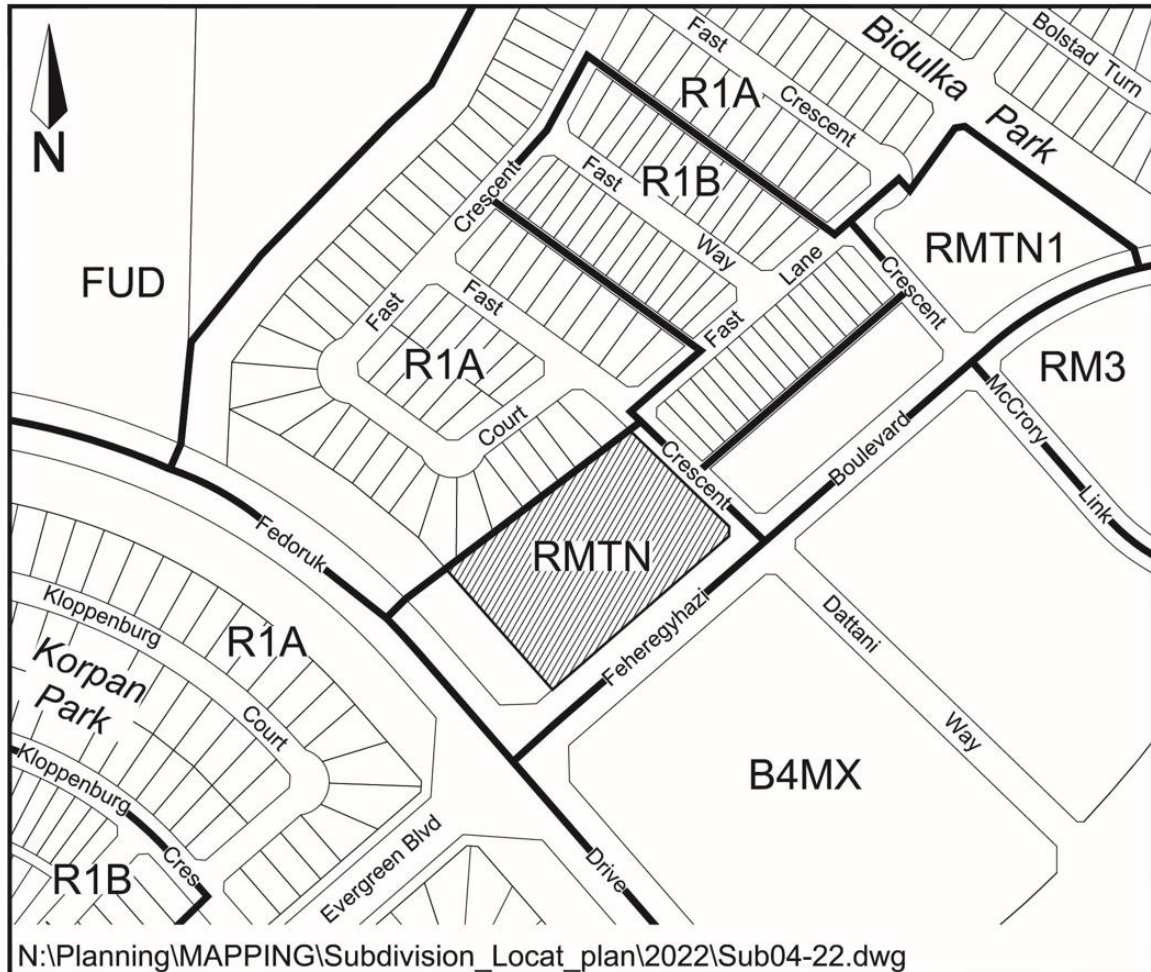 Fast
Crescent
R1A
Bidulka
Park
Bolstad Turn
N
Crescent
Fast
Way
R1B
Lane
Fast
Crescent
RMTN1
FUD
Fast
Fast
R1A
Court
RM3
McCrory
Link
Crescent
Boulevard
Fedoruk
RMTN
Feheregyhazi
Dattani
Way
Kloppenburg
Court
R1A
Korpan
Park
Kloppenburg
Cres
R1B
Evergreen Blvd
Drive
B4MX
N:\Planning\MAPPING\Subdivision_Locat_plan\2022\Sub04-22.dwg